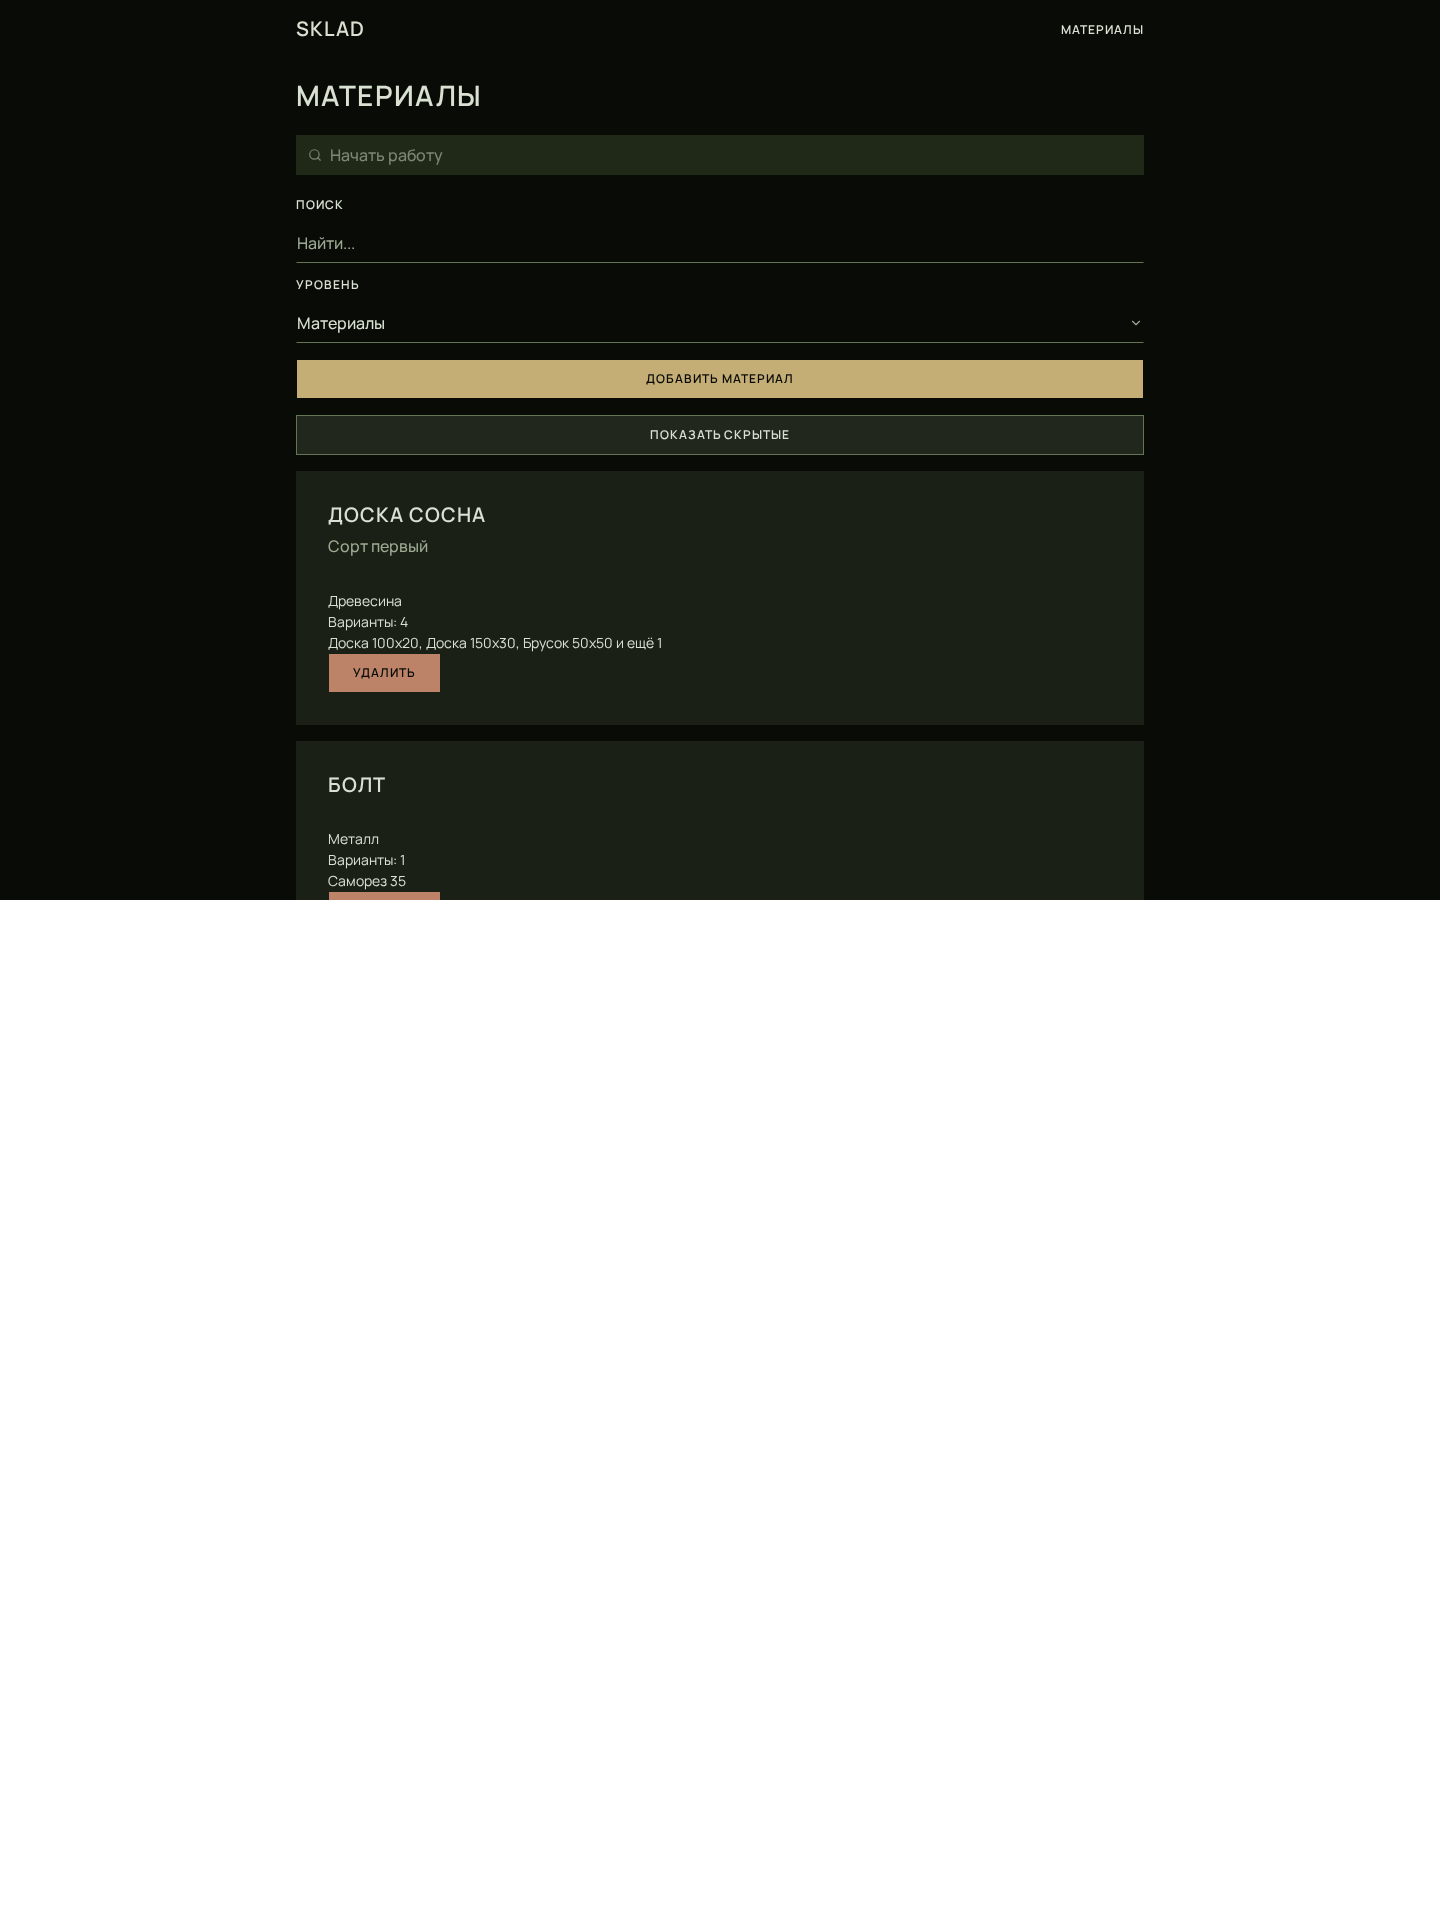 SKLAD
МАТЕРИАЛЫ
МАТЕРИАЛЫ
Начать работу
ПОИСК
Найти...
УРОВЕНЬ
Материалы
ДОБАВИТЬ МАТЕРИАЛ
ПОКАЗАТЬ СКРЫТЫЕ
ДОСКА СОСНА
Сорт первый
Древесина
Варианты: 4
Доска 100x20, Доска 150x30, Брусок 50x50 и ещё 1
УДАЛИТЬ
БОЛТ
Металл
Варианты: 1
Саморез 35